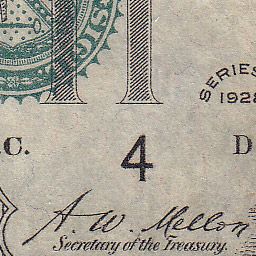 SERIES
1928
.C. 4 D
A. W. Mellon
Secretary of the Treasury.